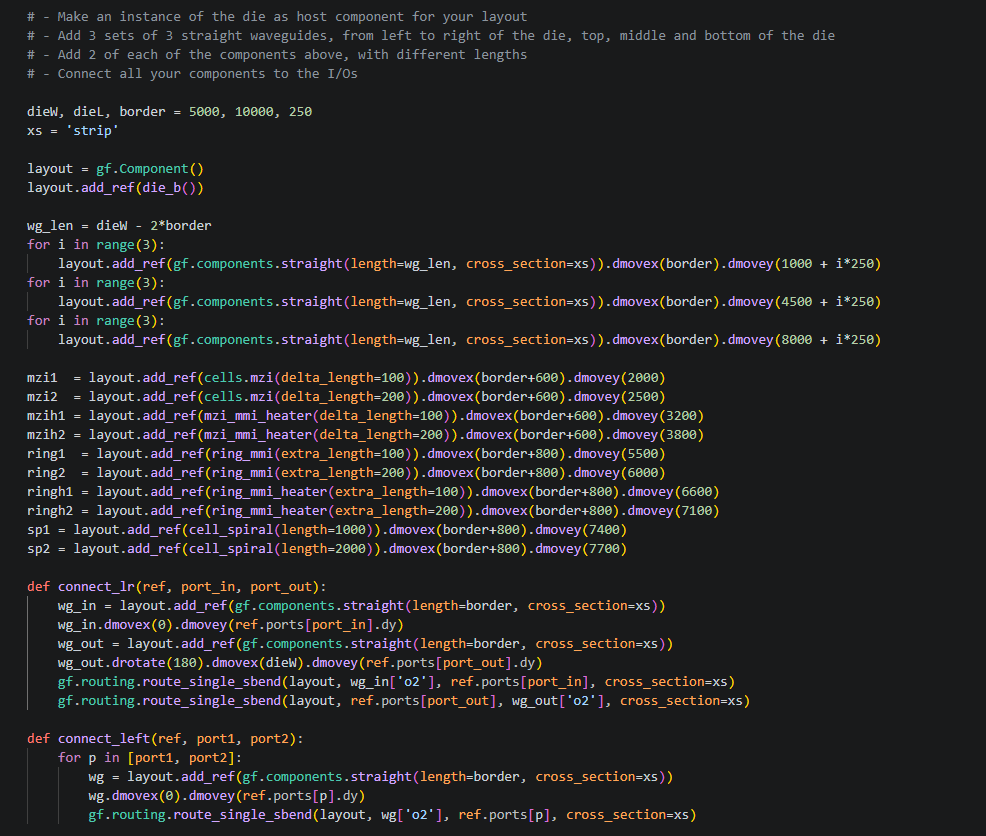 # - Make an instance of the die as host component for your layout
# - Add 3 sets of 3 straight waveguides, from left to right of the die, top, middle and bottom of the die
# - Add 2 of each of the components above, with different lengths
# - Connect all your components to the I/Os

dieW, dieL, border = 5000, 10000, 250
xs = 'strip'

layout = gf.Component()
layout.add_ref(die_b())

wg_len = dieW - 2*border
for i in range(3):
    layout.add_ref(gf.components.straight(length=wg_len, cross_section=xs)).dmovex(border).dmovey(1000 + i*250)
for i in range(3):
    layout.add_ref(gf.components.straight(length=wg_len, cross_section=xs)).dmovex(border).dmovey(4500 + i*250)
for i in range(3):
    layout.add_ref(gf.components.straight(length=wg_len, cross_section=xs)).dmovex(border).dmovey(8000 + i*250)

mzi1  = layout.add_ref(cells.mzi(delta_length=100)).dmovex(border+600).dmovey(2000)
mzi2  = layout.add_ref(cells.mzi(delta_length=200)).dmovex(border+600).dmovey(2500)
mzih1 = layout.add_ref(mzi_mmi_heater(delta_length=100)).dmovex(border+600).dmovey(3200)
mzih2 = layout.add_ref(mzi_mmi_heater(delta_length=200)).dmovex(border+600).dmovey(3800)
ring1  = layout.add_ref(ring_mmi(extra_length=100)).dmovex(border+800).dmovey(5500)
ring2  = layout.add_ref(ring_mmi(extra_length=200)).dmovex(border+800).dmovey(6000)
ringh1 = layout.add_ref(ring_mmi_heater(extra_length=100)).dmovex(border+800).dmovey(6600)
ringh2 = layout.add_ref(ring_mmi_heater(extra_length=200)).dmovex(border+800).dmovey(7100)
sp1 = layout.add_ref(cell_spiral(length=1000)).dmovex(border+800).dmovey(7400)
sp2 = layout.add_ref(cell_spiral(length=2000)).dmovex(border+800).dmovey(7700)

def connect_lr(ref, port_in, port_out):
    wg_in = layout.add_ref(gf.components.straight(length=border, cross_section=xs))
    wg_in.dmovex(0).dmovey(ref.ports[port_in].dy)
    wg_out = layout.add_ref(gf.components.straight(length=border, cross_section=xs))
    wg_out.drotate(180).dmovex(dieW).dmovey(ref.ports[port_out].dy)
    gf.routing.route_single_sbend(layout, wg_in['o2'], ref.ports[port_in], cross_section=xs)
    gf.routing.route_single_sbend(layout, ref.ports[port_out], wg_out['o2'], cross_section=xs)

def connect_left(ref, port1, port2):
    for p in [port1, port2]:
        wg = layout.add_ref(gf.components.straight(length=border, cross_section=xs))
        wg.dmovex(0).dmovey(ref.ports[p].dy)
        gf.routing.route_single_sbend(layout, wg['o2'], ref.ports[p], cross_section=xs)